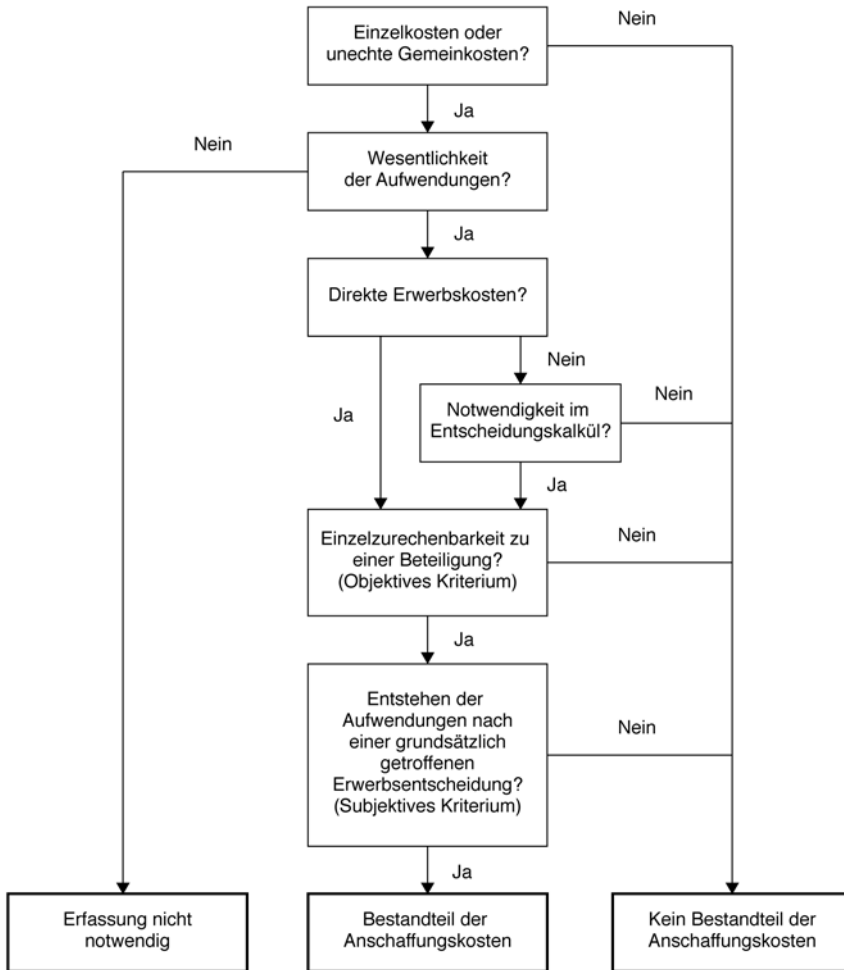 Einzelkosten oder
unechte Gemeinkosten?
Nein
Ja
Nein
Wesentlichkeit
der Aufwendungen?
Ja
Direkte Erwerbskosten?
Nein
Ja
Notwendigkeit im
Entscheidungskalkül?
Nein
Ja
Einzelzurechenbarkeit zu
einer Beteiligung?
(Objektives Kriterium)
Nein
Ja
Entstehen der
Aufwendungen nach
einer grundsätzlich
getroffenen
Erwerbsentscheidung?
(Subjektives Kriterium)
Nein
Ja
Erfassung nicht
notwendig
Bestandteil der
Anschaffungskosten
Kein Bestandteil der
Anschaffungskosten